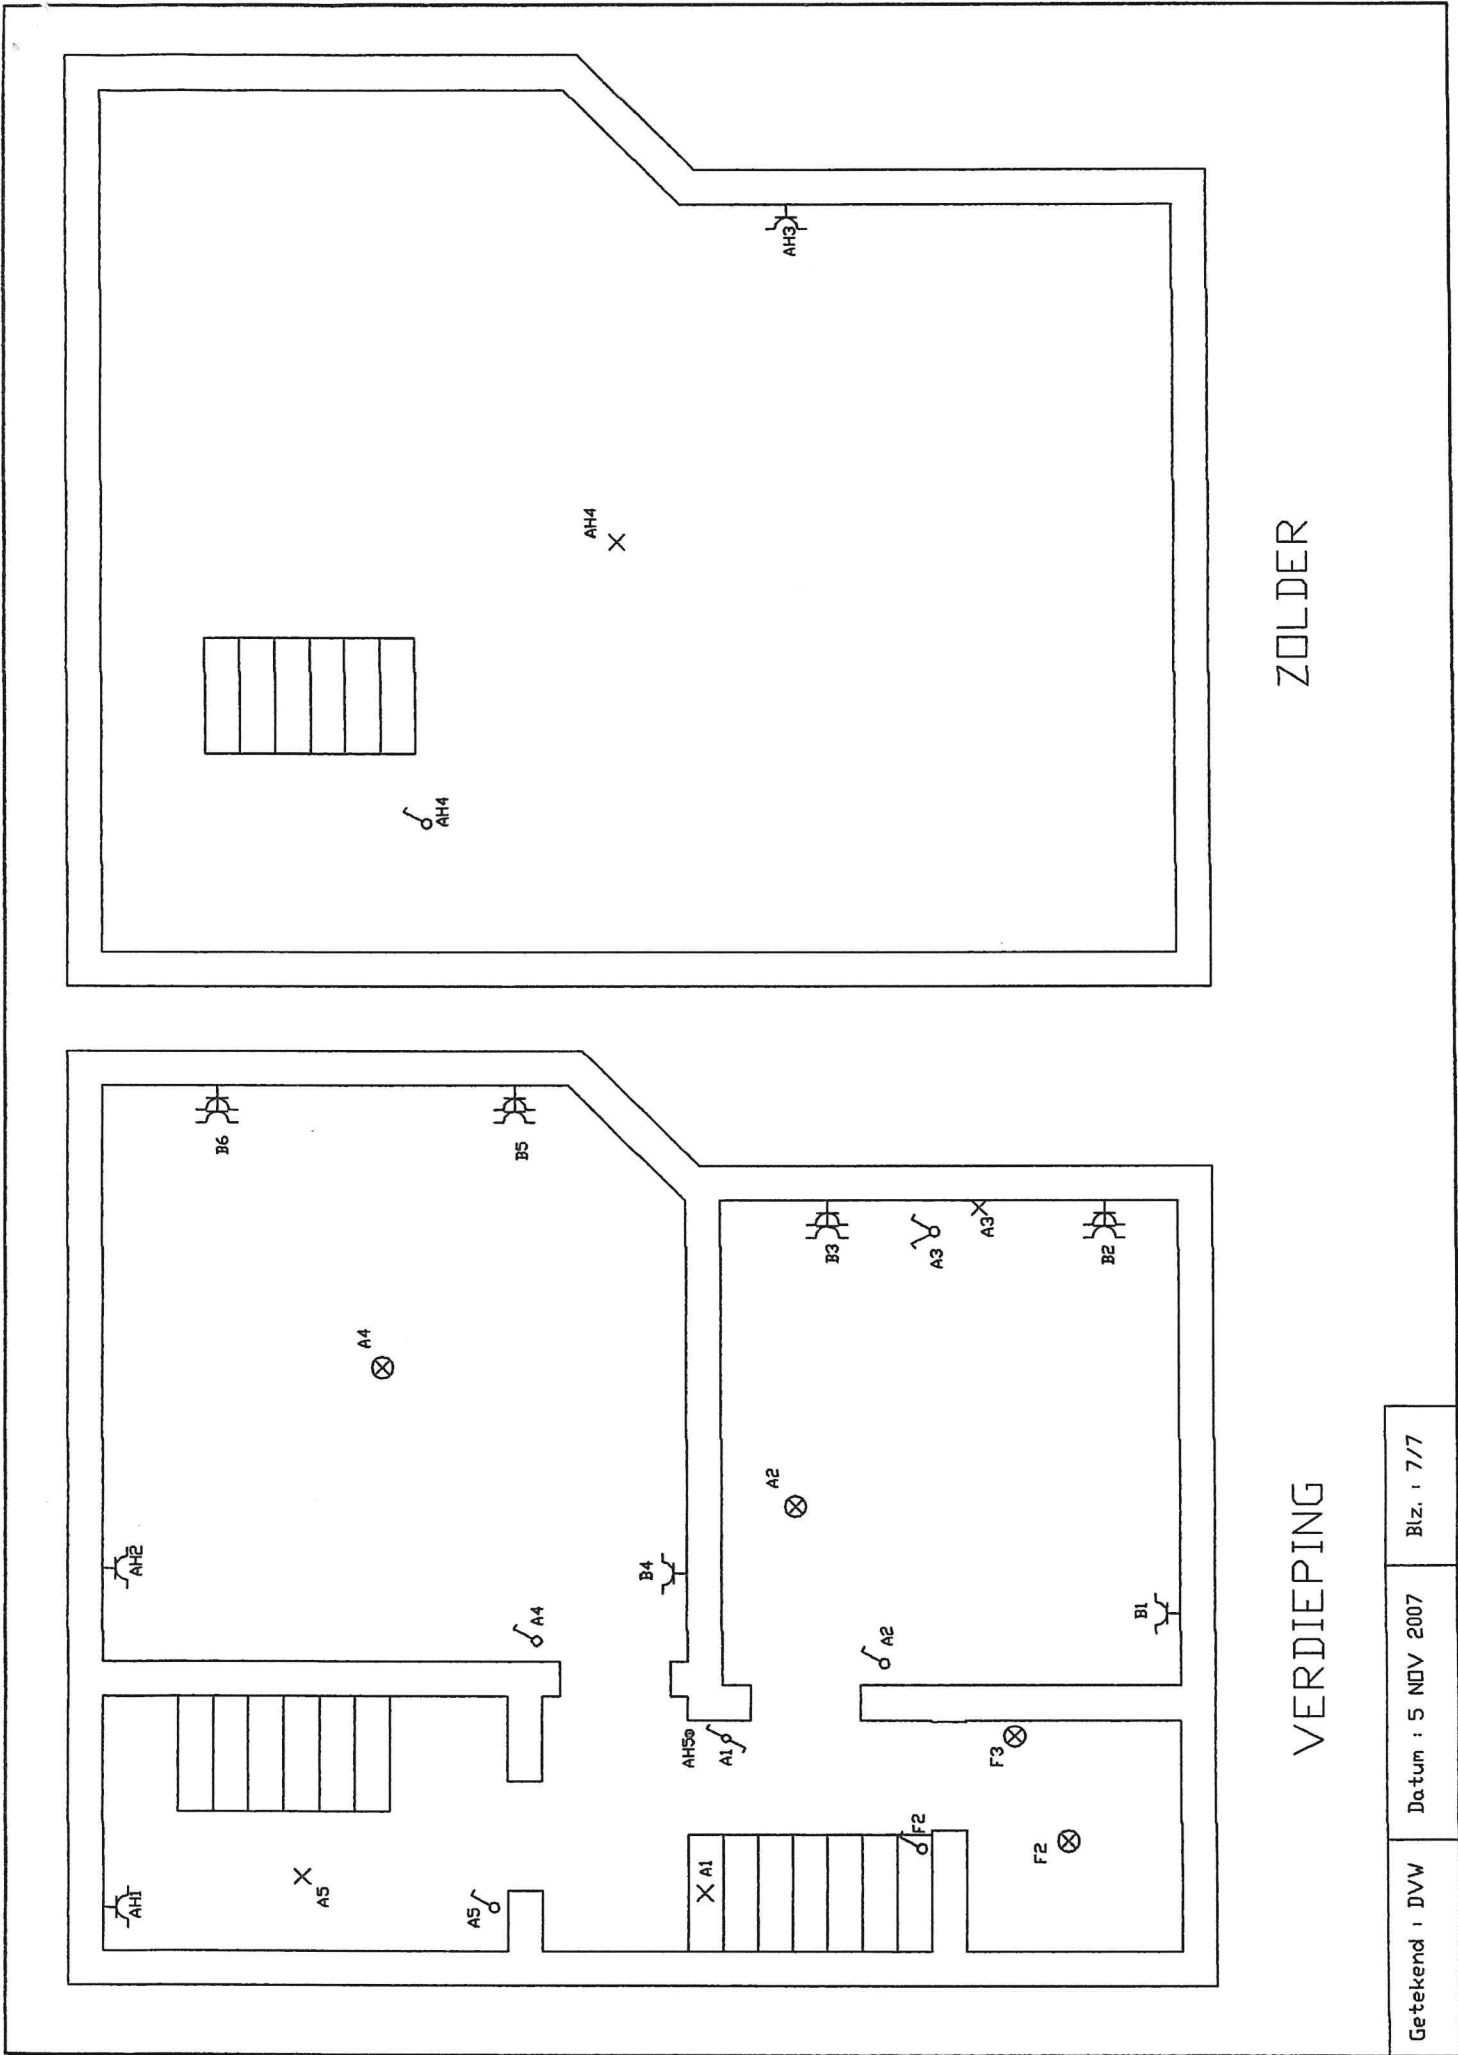 AH1
A5
A5
A1
F2
F2
F3
AH5
A1
AH2
A4
B4
A4
B6
B5
A2
B1
A2
B3
A3
A3
B2
VERDIEPING
AH4
AH4
AH3
ZOLDER
Getekend : DVW
Datum : 5 NOV 2007
Blz. : 7/7